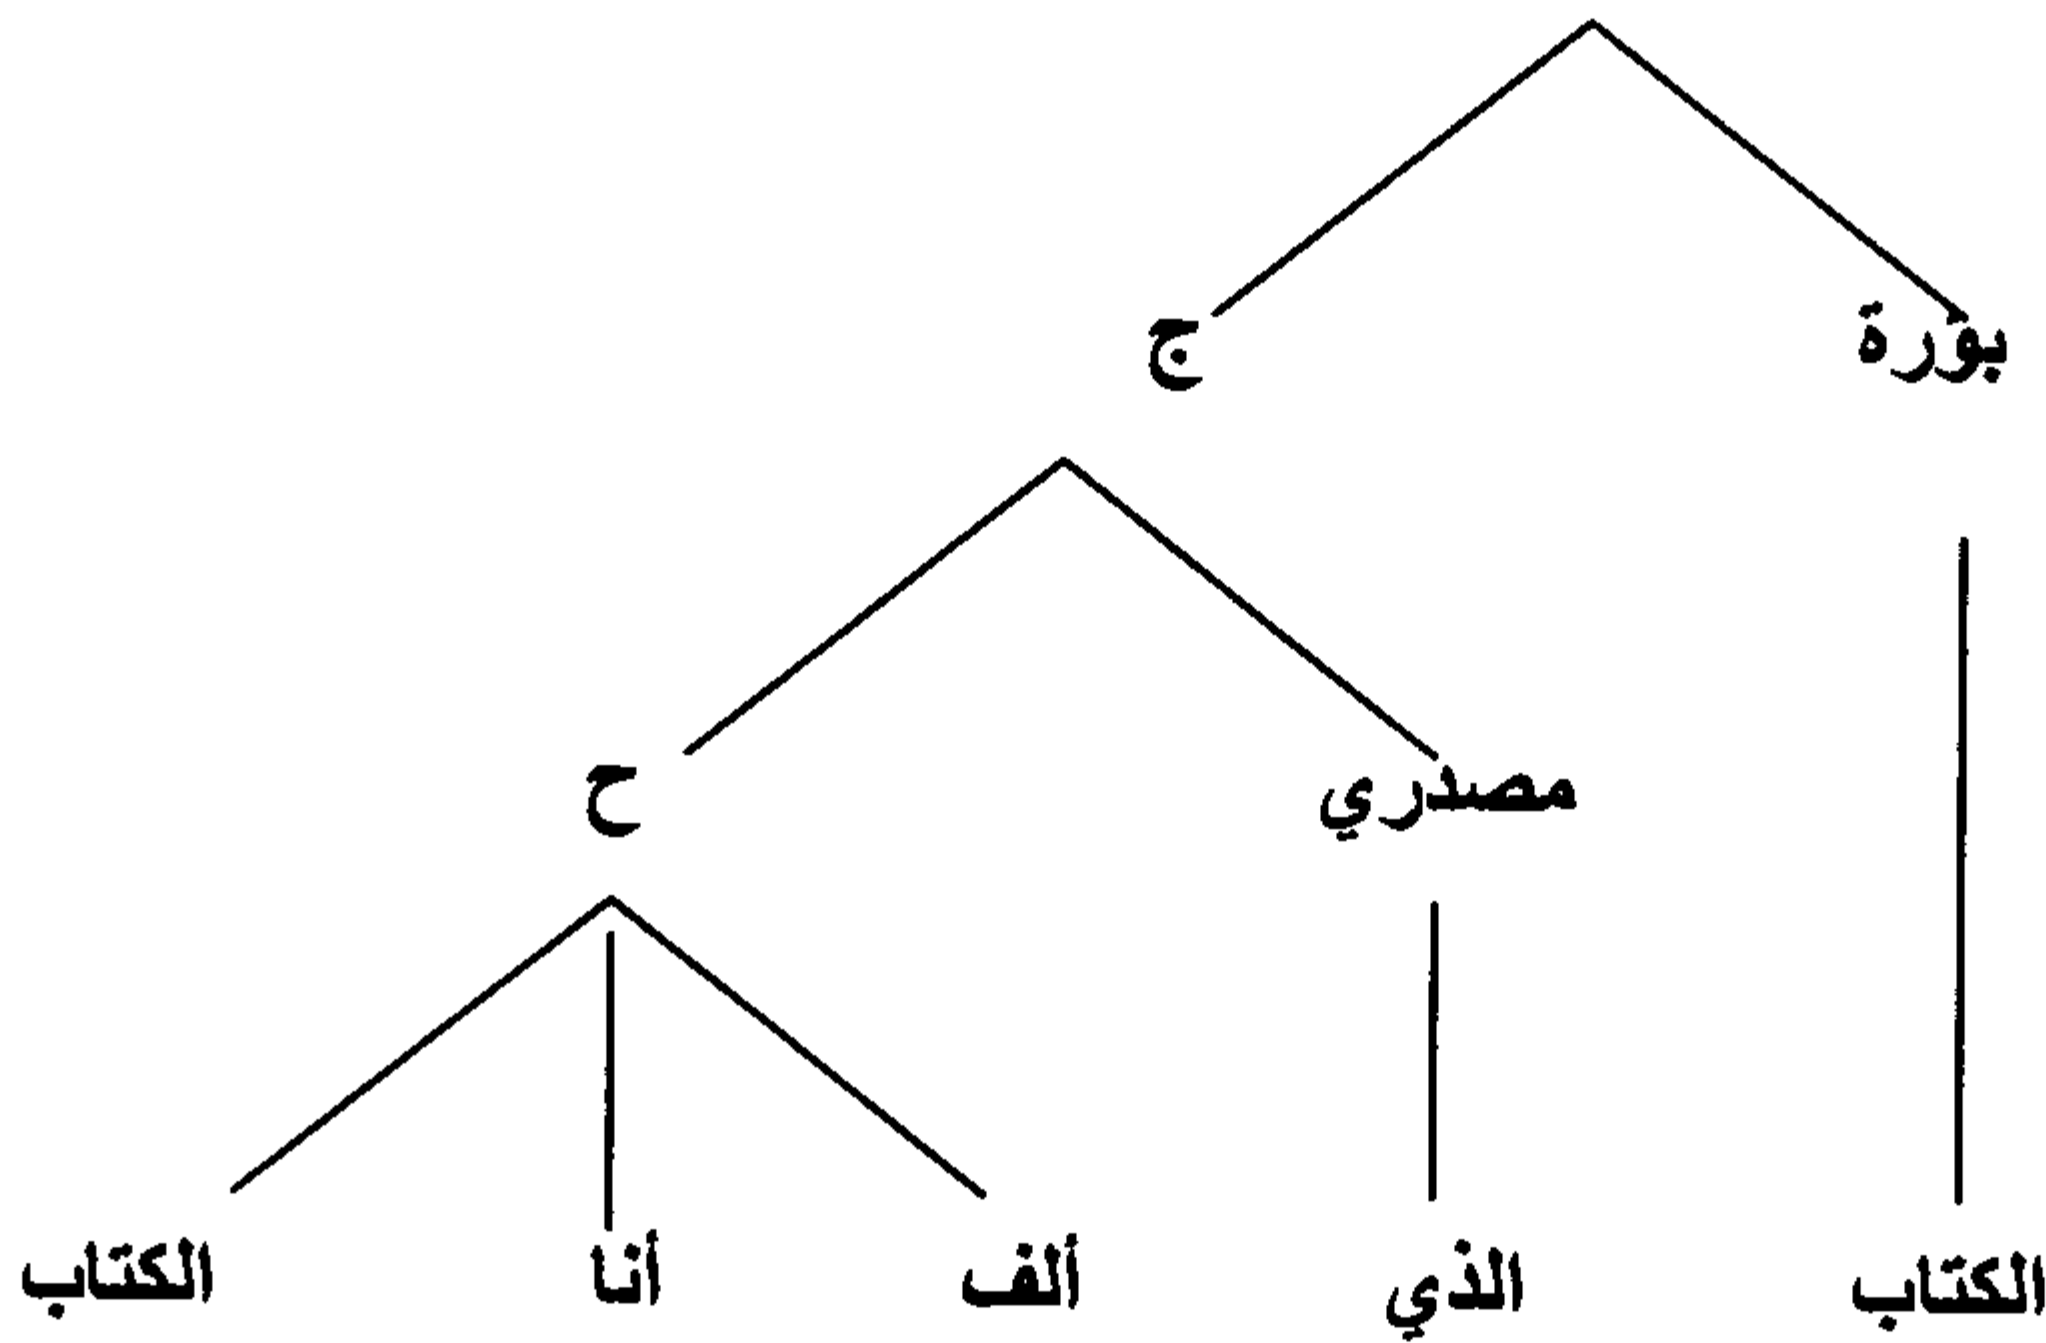 بؤرة ج
مصدري ح
الكتاب الذي ألف أنا الكتاب